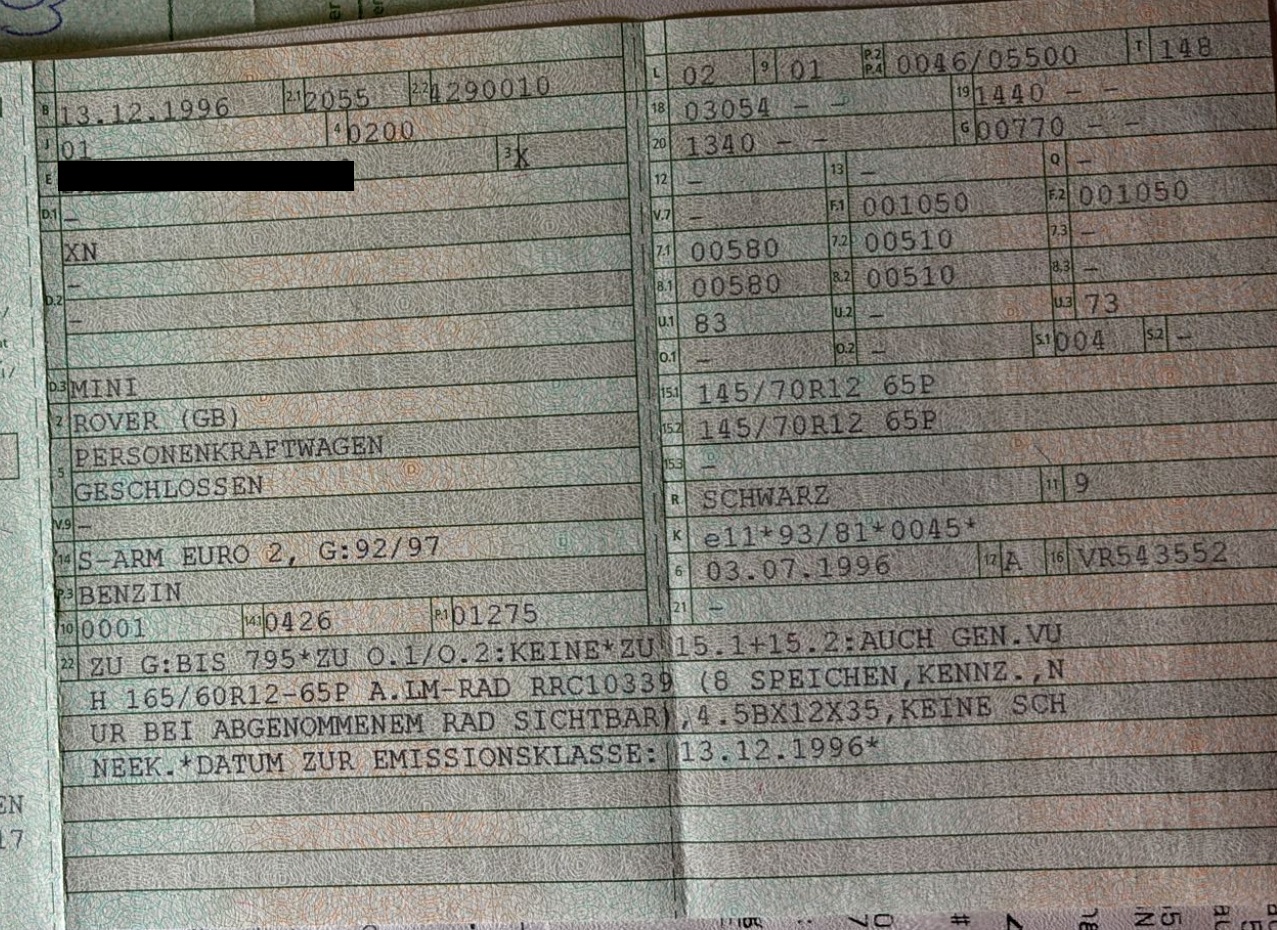 B 13.12.1996 2.1 2055 2.2 4290010
J 01 4 0200
E 3 X
D.1 –
XN
D.2 –
–
D.3 MINI
2 ROVER (GB)
5 PERSONENKRAFTWAGEN
GESCHLOSSEN
V.9 –
14 S-ARM EURO 2, G:92/97
P.3 BENZIN
10 0001 14.1 0426 P.1 01275
L 02 9 01 P.2 P.4 0046/05500 T 148
18 03054 – – 19 1440 – –
20 1340 – – G 00770 – –
12 – 13 – Q –
V.7 – F.1 001050 F.2 001050
7.1 00580 7.2 00510 7.3 –
8.1 00580 8.2 00510 8.3 –
U.1 83 U.2 – U.3 73
O.1 – O.2 – S.1 004 S.2 –
15.1 145/70R12 65P
15.2 145/70R12 65P
15.3 –
R SCHWARZ 11 9
K e11*93/81*0045*
6 03.07.1996 17 A 16 VR543552
21 –
22 ZU G:BIS 795*ZU O.1/O.2:KEINE*ZU 15.1+15.2:AUCH GEN.VU
H 165/60R12-65P A.LM-RAD RRC10339 (8 SPEICHEN,KENNZ.,N
UR BEI ABGENOMMENEM RAD SICHTBAR),4.5BX12X35,KEINE SCH
NEEK.*DATUM ZUR EMISSIONSKLASSE: 13.12.1996*
EN
17